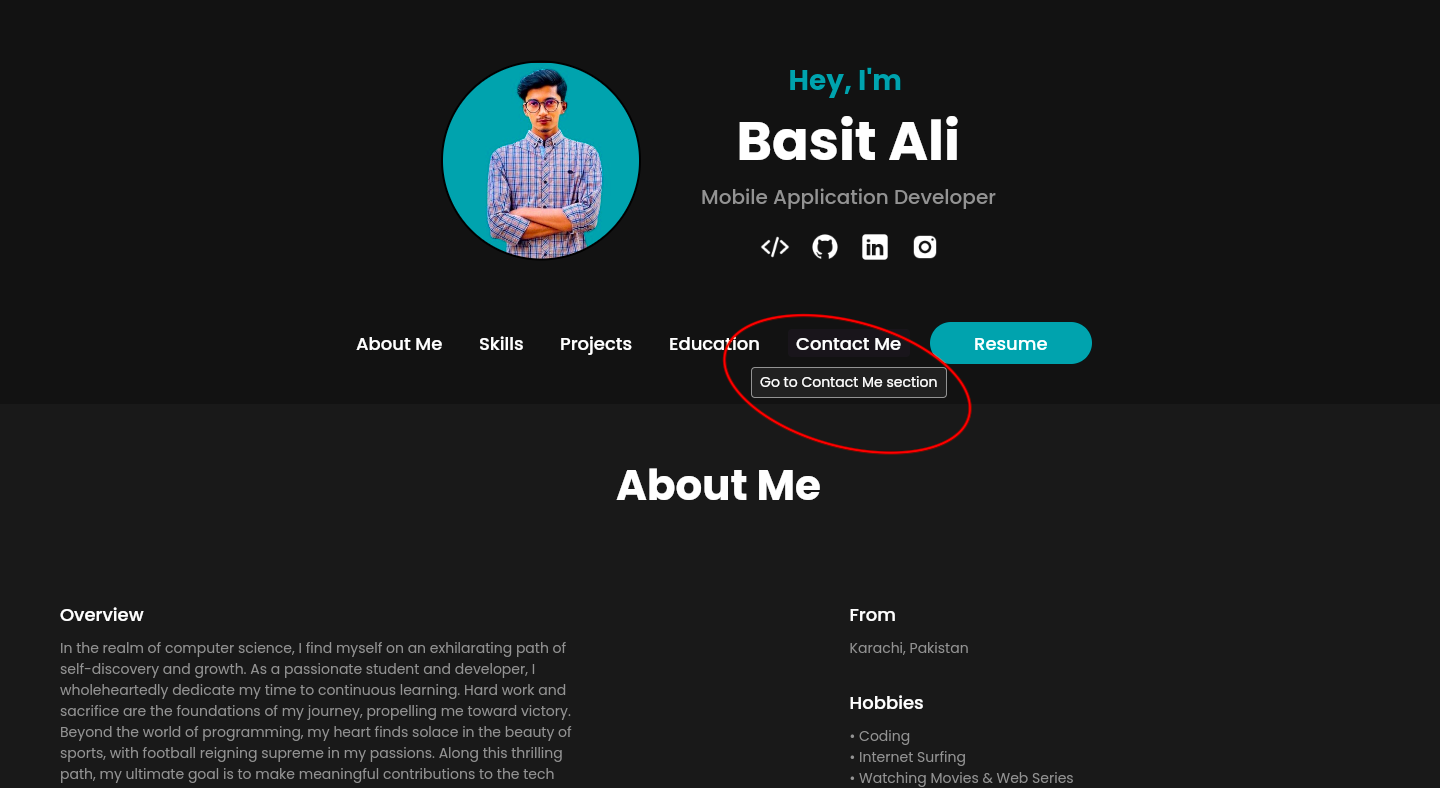 Hey, I'm
Basit Ali
Mobile Application Developer
About Me Skills Projects Education Contact Me Resume
Go to Contact Me section
About Me
Overview
In the realm of computer science, I find myself on an exhilarating path of
self-discovery and growth. As a passionate student and developer, I
wholeheartedly dedicate my time to continuous learning. Hard work and
sacrifice are the foundations of my journey, propelling me toward victory.
Beyond the world of programming, my heart finds solace in the beauty of
sports, with football reigning supreme in my passions. Along this thrilling
path, my ultimate goal is to make meaningful contributions to the tech
From
Karachi, Pakistan
Hobbies
• Coding
• Internet Surfing
• Watching Movies & Web Series